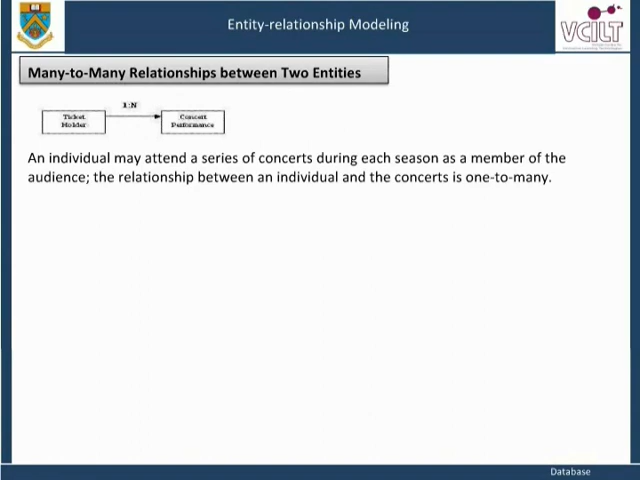 Entity-relationship Modeling
VCILT
Many-to-Many Relationships between Two Entities
1:N
Ticket
Holder
Concert
Performance
An individual may attend a series of concerts during each season as a member of the
audience; the relationship between an individual and the concerts is one-to-many.
Database